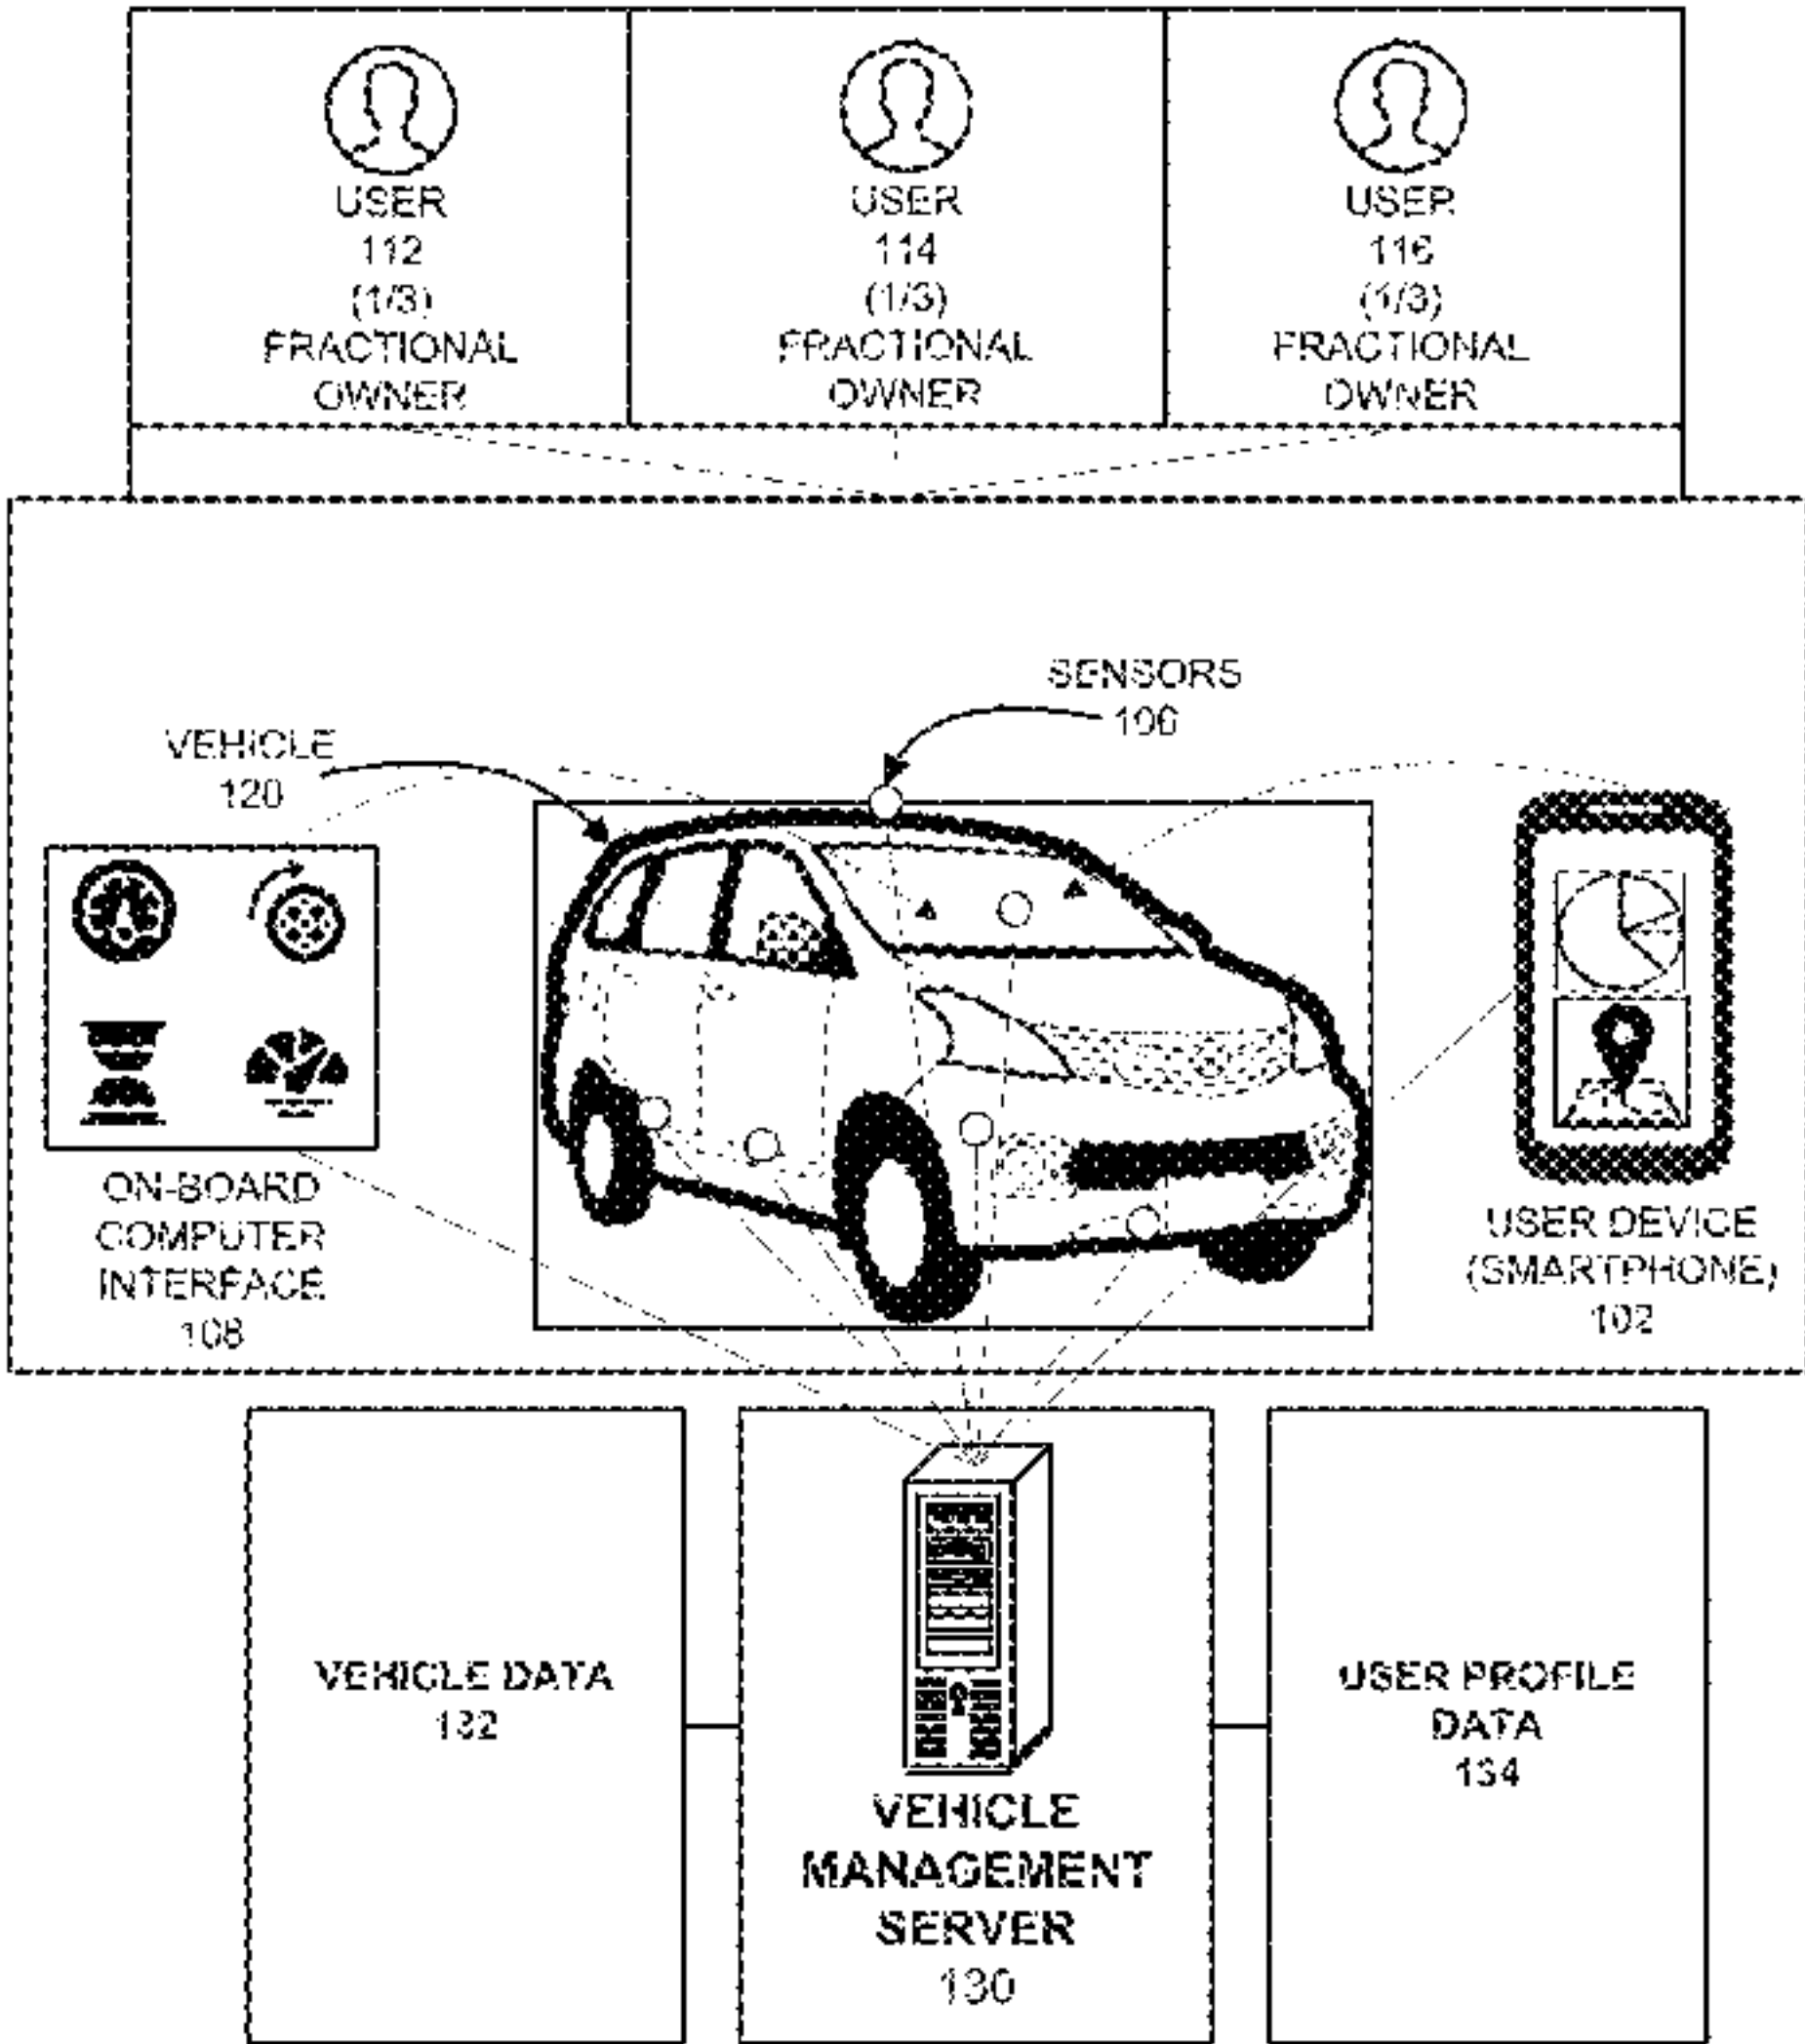 USER
112
(1/3)
FRACTIONAL
OWNER
USER
114
(1/3)
FRACTIONAL
OWNER
USER
116
(1/3)
FRACTIONAL
OWNER
SENSORS
106
VEHICLE
120
ON-BOARD
COMPUTER
INTERFACE
108
USER DEVICE
(SMARTPHONE)
102
VEHICLE DATA
132
VEHICLE
MANAGEMENT
SERVER
130
USER PROFILE
DATA
134